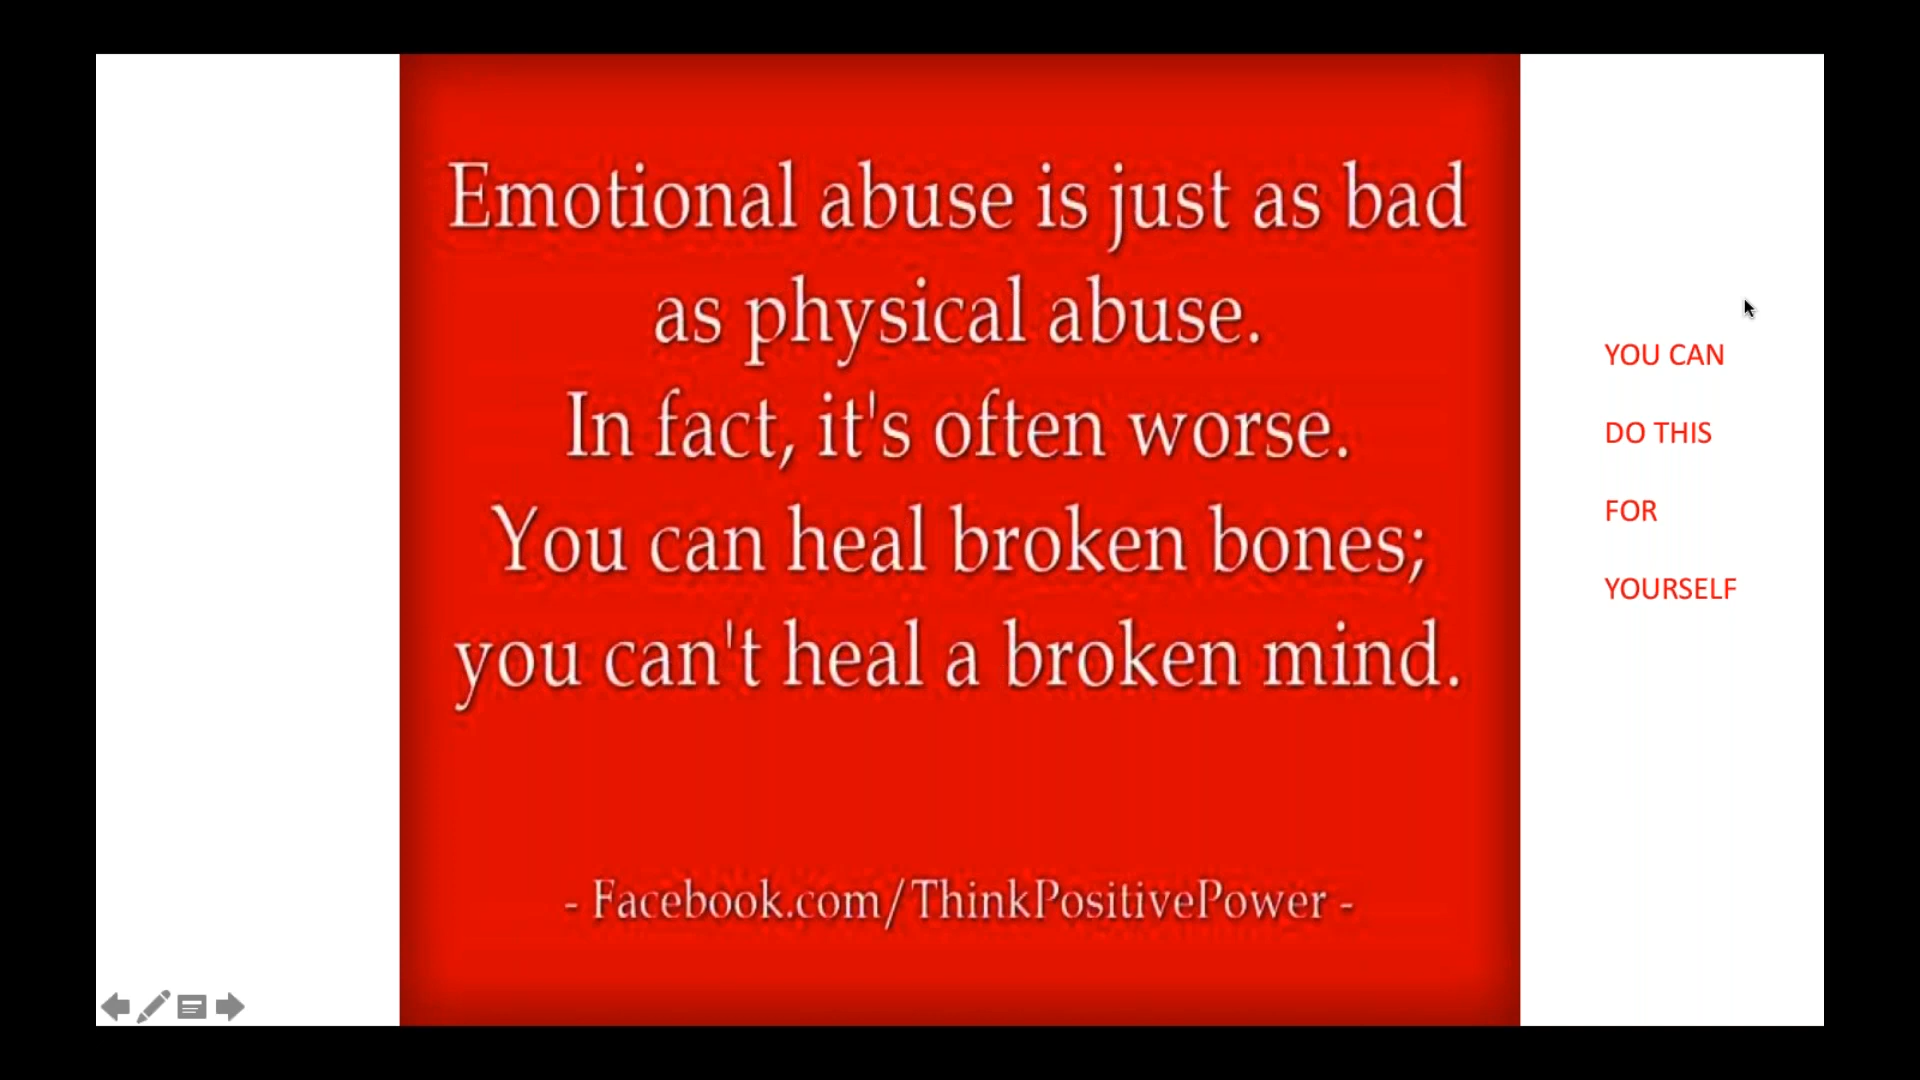 Emotional abuse is just as bad
as physical abuse.
In fact, it's often worse.
You can heal broken bones;
you can't heal a broken mind.
- Facebook.com/ThinkPositivePower -
YOU CAN
DO THIS
FOR
YOURSELF